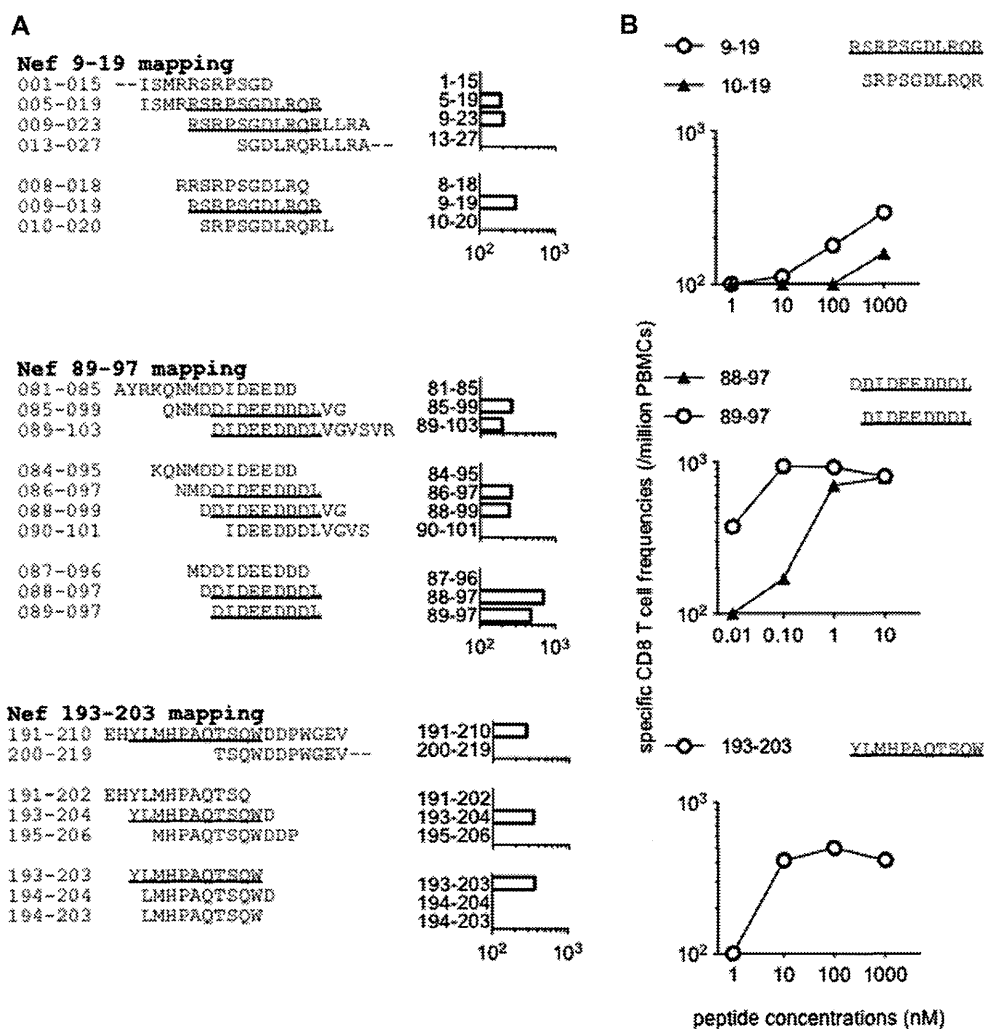 A
Nef 9-19 mapping
001-015 --ISMRRSRPSGD
005-019 ISMRRSRPSGDLRQR
009-023 RSRPSGDLRQRLLRA
013-027 SGDLRQRLLRA--
1-15
5-19
9-23
13-27
008-018 RRSRPSGDLRQ
009-019 RSRPSGDLRQR
010-020 SRPSGDLRQRL
8-18
9-19
10-20
10² 10³
Nef 89-97 mapping
081-085 AYRKQNMDDIDEEDD
085-099 QNMDDIDEEDDDLVG
089-103 DIDEEDDDLVGVSVR
81-85
85-99
89-103
084-095 KQNMDDIDEEDD
086-097 NMDDIDEEDDDL
088-099 DDIDEEDDDLVG
090-101 IDEEDDDLVGVS
84-95
86-97
88-99
90-101
087-096 MDDIDEEDDD
088-097 DDIDEEDDDL
089-097 DIDEEDDDL
87-96
88-97
89-97
10² 10³
Nef 193-203 mapping
191-210 EHYLMHPAQTSQWDDPWGEV
200-219 TSQWDDPWGEV--
191-210
200-219
191-202 EHYLMHPAQTSQ
193-204 YLMHPAQTSQWD
195-206 MHPAQTSQWDDP
191-202
193-204
195-206
193-203 YLMHPAQTSQW
194-204 LMHPAQTSQWD
194-203 LMHPAQTSQW
193-203
194-204
194-203
10² 10³
B
9-19 RSRPSGDLRQR
10-19 SRPSGDLRQR
10³
10²
1 10 100 1000
88-97 DDIDEEDDDL
89-97 DIDEEDDDL
10³
10²
0.01 0.10 1 10
193-203 YLMHPAQTSQW
10³
10²
1 10 100 1000
specific CD8 T cell frequencies (/million PBMCs)
peptide concentrations (nM)